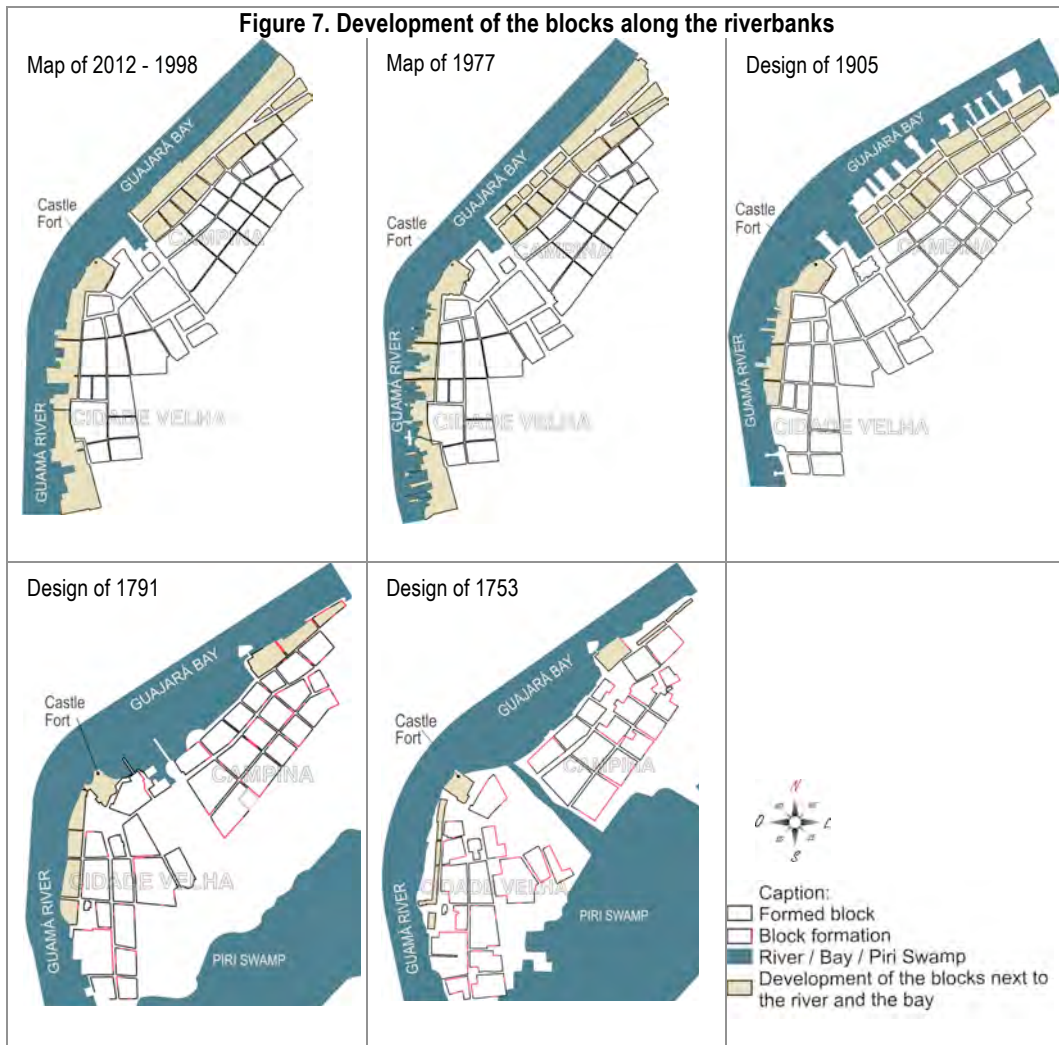 Figure 7. Development of the blocks along the riverbanks
Map of 2012 - 1998
GUAJARÁ BAY
Castle
Fort
CAMPINA
GUAMÁ RIVER
CIDADE VELHA
Map of 1977
GUAJARÁ BAY
Castle
Fort
CAMPINA
GUAMÁ RIVER
CIDADE VELHA
Design of 1905
GUAJARÁ BAY
Castle Fort
CAMPINA
GUAMÁ RIVER
CIDADE VELHA
Design of 1791
GUAJARÁ BAY
Castle
Fort
CAMPINA
CIDADE VELHA
GUAMÁ RIVER
PIRI SWAMP
Design of 1753
GUAJARÁ BAY
Castle
Fort
CAMPINA
CIDADE VELHA
GUAMÁ RIVER
PIRI SWAMP
N
O
L
S
Caption:
Formed block
Block formation
River / Bay / Piri Swamp
Development of the blocks next to
the river and the bay